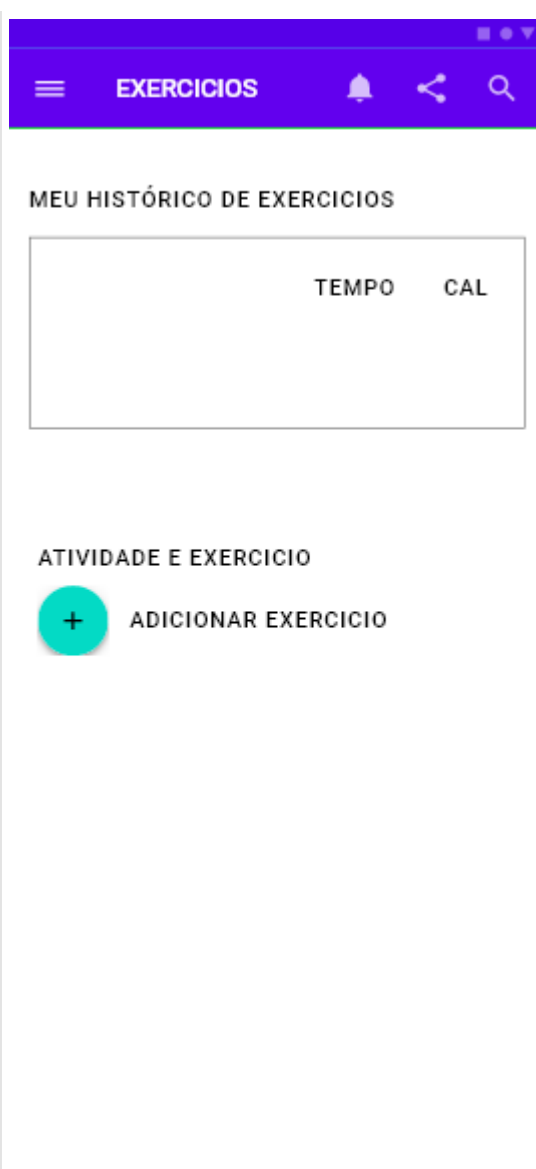 EXERCICIOS
MEU HISTÓRICO DE EXERCICIOS
TEMPO CAL
ATIVIDADE E EXERCICIO
+ ADICIONAR EXERCICIO